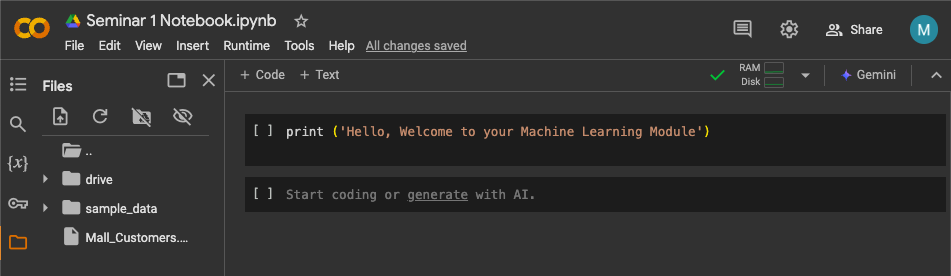 Seminar 1 Notebook.ipynb
File Edit View Insert Runtime Tools Help All changes saved
Share
M
Files
+ Code + Text
RAM
Disk
Gemini
{x}
..
drive
sample_data
Mall_Customers....
[ ] print ('Hello, Welcome to your Machine Learning Module')
[ ] Start coding or generate with AI.